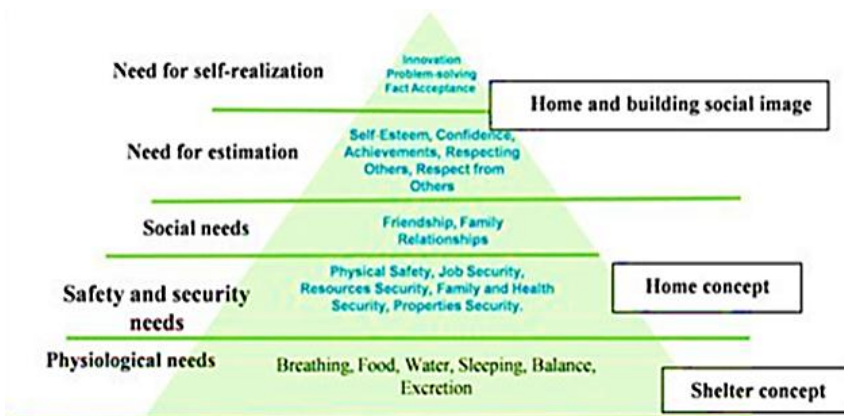 Need for self-realization
Innovation
Problem-solving
Fact Acceptance
Home and building social image
Need for estimation
Self-Esteem, Confidence,
Achievements, Respecting
Others, Respect from
Others
Social needs
Friendship, Family
Relationships
Safety and security
needs
Physical Safety, Job Security,
Resources Security, Family and Health
Security, Properties Security.
Home concept
Physiological needs
Breathing, Food, Water, Sleeping, Balance,
Excretion
Shelter concept